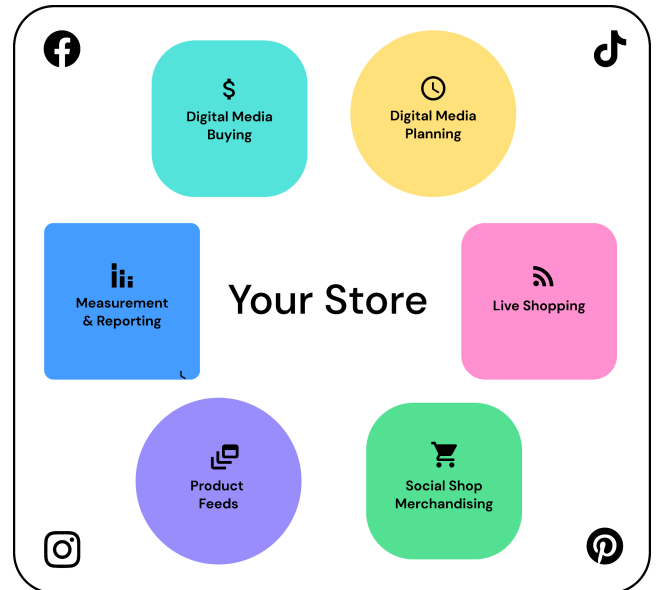 $
Digital Media
Buying
Digital Media
Planning
Measurement
& Reporting
Your Store
Live Shopping
Product
Feeds
Social Shop
Merchandising